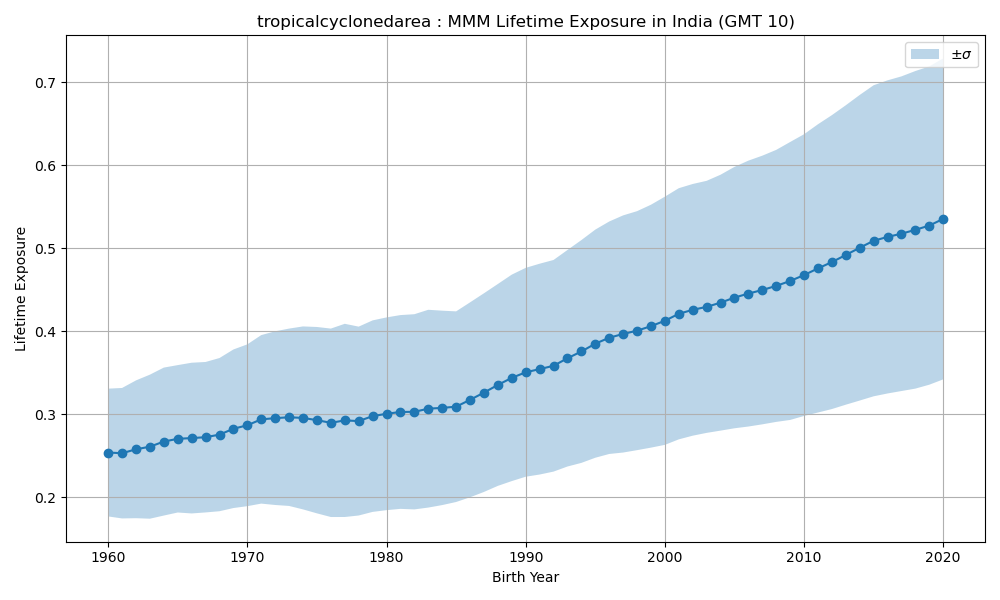 tropicalcyclonedarea : MMM Lifetime Exposure in India (GMT 10)
±σ
Lifetime Exposure
0.7
0.6
0.5
0.4
0.3
0.2
1960 1970 1980 1990 2000 2010 2020
Birth Year